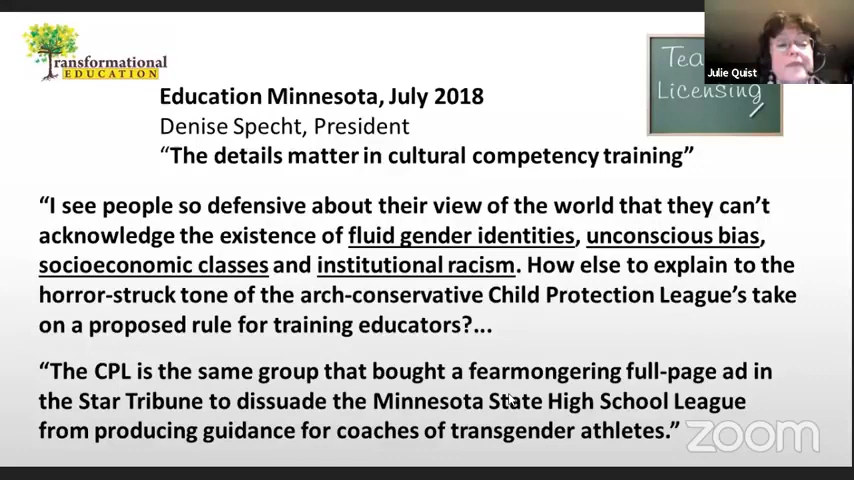 Transformational
EDUCATION
Tea
Licensing
Julie Quist
Education Minnesota, July 2018
Denise Specht, President
“The details matter in cultural competency training”
“I see people so defensive about their view of the world that they can’t
acknowledge the existence of fluid gender identities, unconscious bias,
socioeconomic classes and institutional racism. How else to explain to the
horror-struck tone of the arch-conservative Child Protection League’s take
on a proposed rule for training educators?...
“The CPL is the same group that bought a fearmongering full-page ad in
the Star Tribune to dissuade the Minnesota State High School League
from producing guidance for coaches of transgender athletes.”
zoom